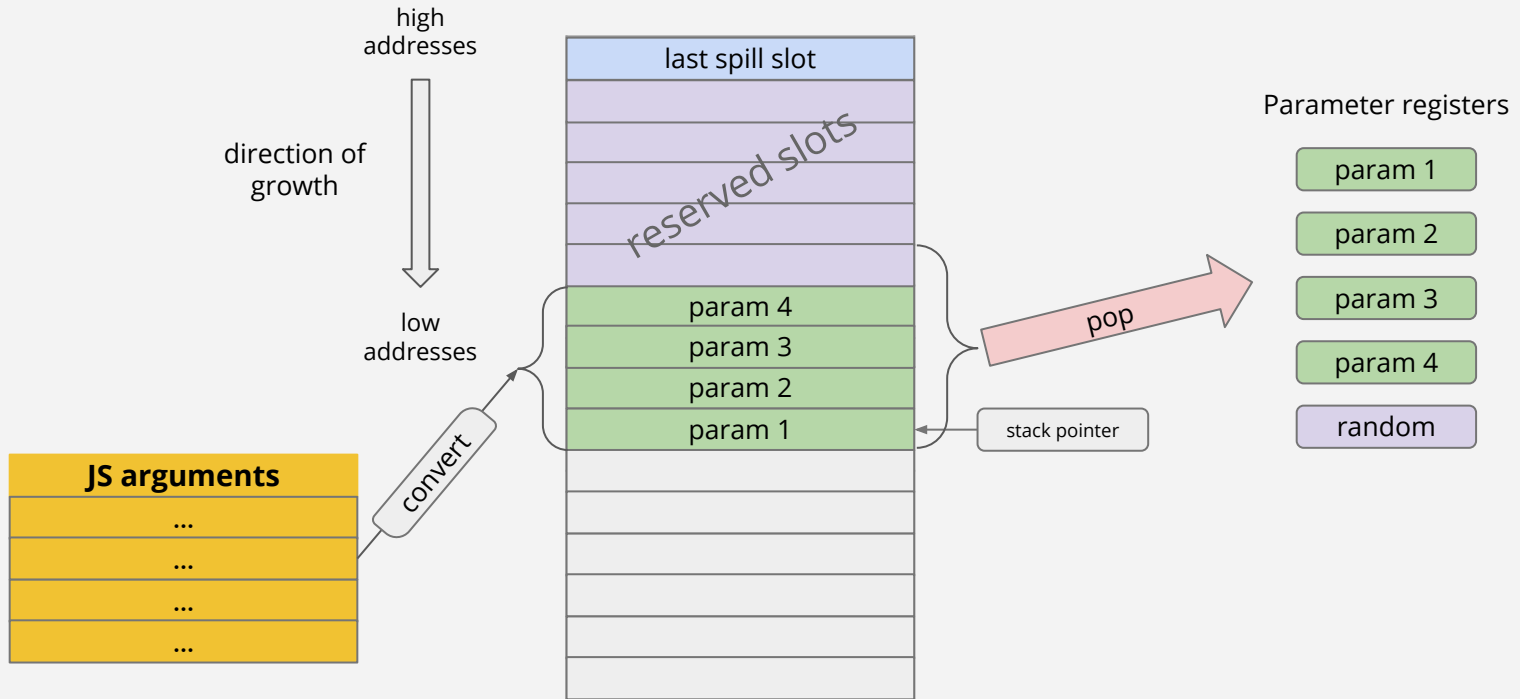 high
addresses
direction of
growth
low
addresses
JS arguments
...
...
...
...
convert
last spill slot
reserved slots
param 4
param 3
param 2
param 1
stack pointer
pop
Parameter registers
param 1
param 2
param 3
param 4
random